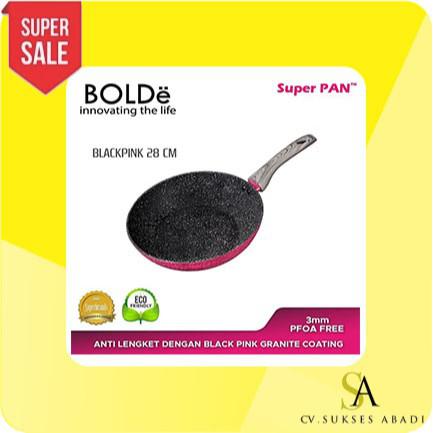 SUPER
SALE
BOLDe
innovating the life
Super PAN™
BLACKPINK 28 CM
ECO
FRIENDLY
3mm
PFOA FREE
ANTI LENGKET DENGAN BLACK PINK GRANITE COATING
SA
CV.SUKSES ABADI